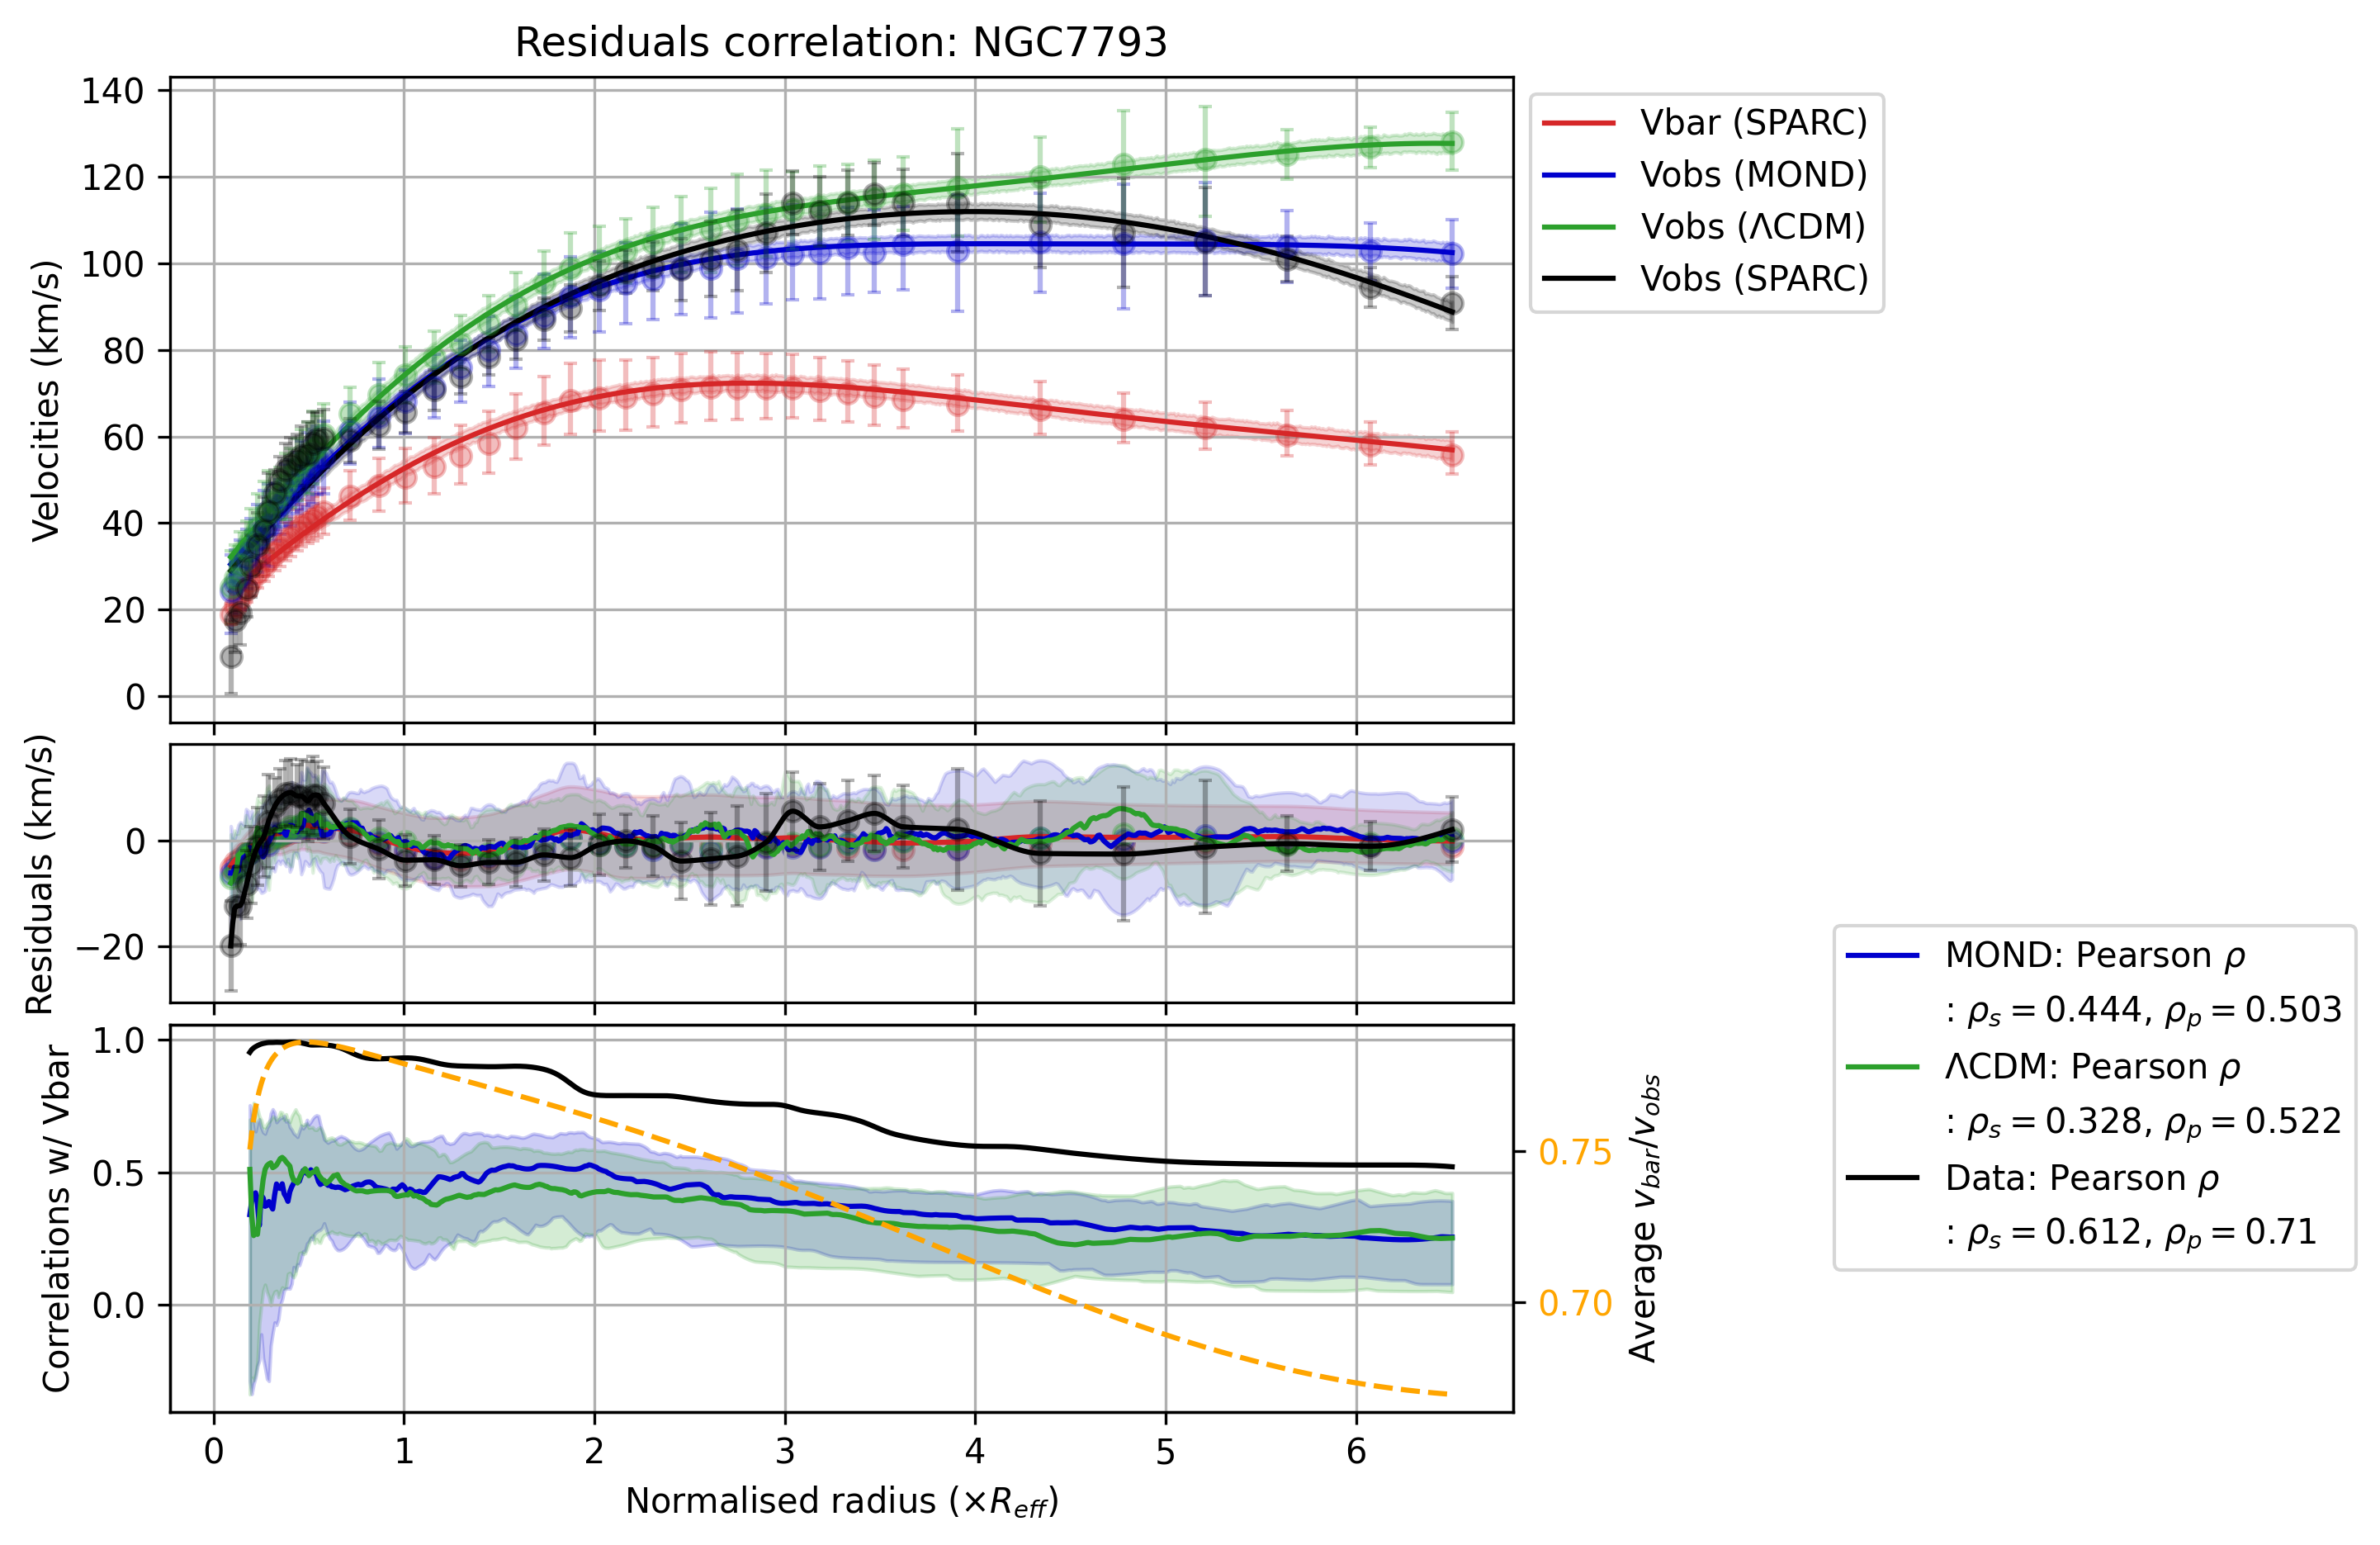 Residuals correlation: NGC7793
140
120
100
80
60
40
20
0
Velocities (km/s)
Vbar (SPARC)
Vobs (MOND)
Vobs (ΛCDM)
Vobs (SPARC)
0
−20
Residuals (km/s)
1.0
0.5
0.0
Correlations w/ Vbar
0.75
0.70
Average v_bar/v_obs
MOND: Pearson ρ
: ρ_s = 0.444, ρ_p = 0.503
ΛCDM: Pearson ρ
: ρ_s = 0.328, ρ_p = 0.522
Data: Pearson ρ
: ρ_s = 0.612, ρ_p = 0.71
0 1 2 3 4 5 6
Normalised radius (×R_eff)